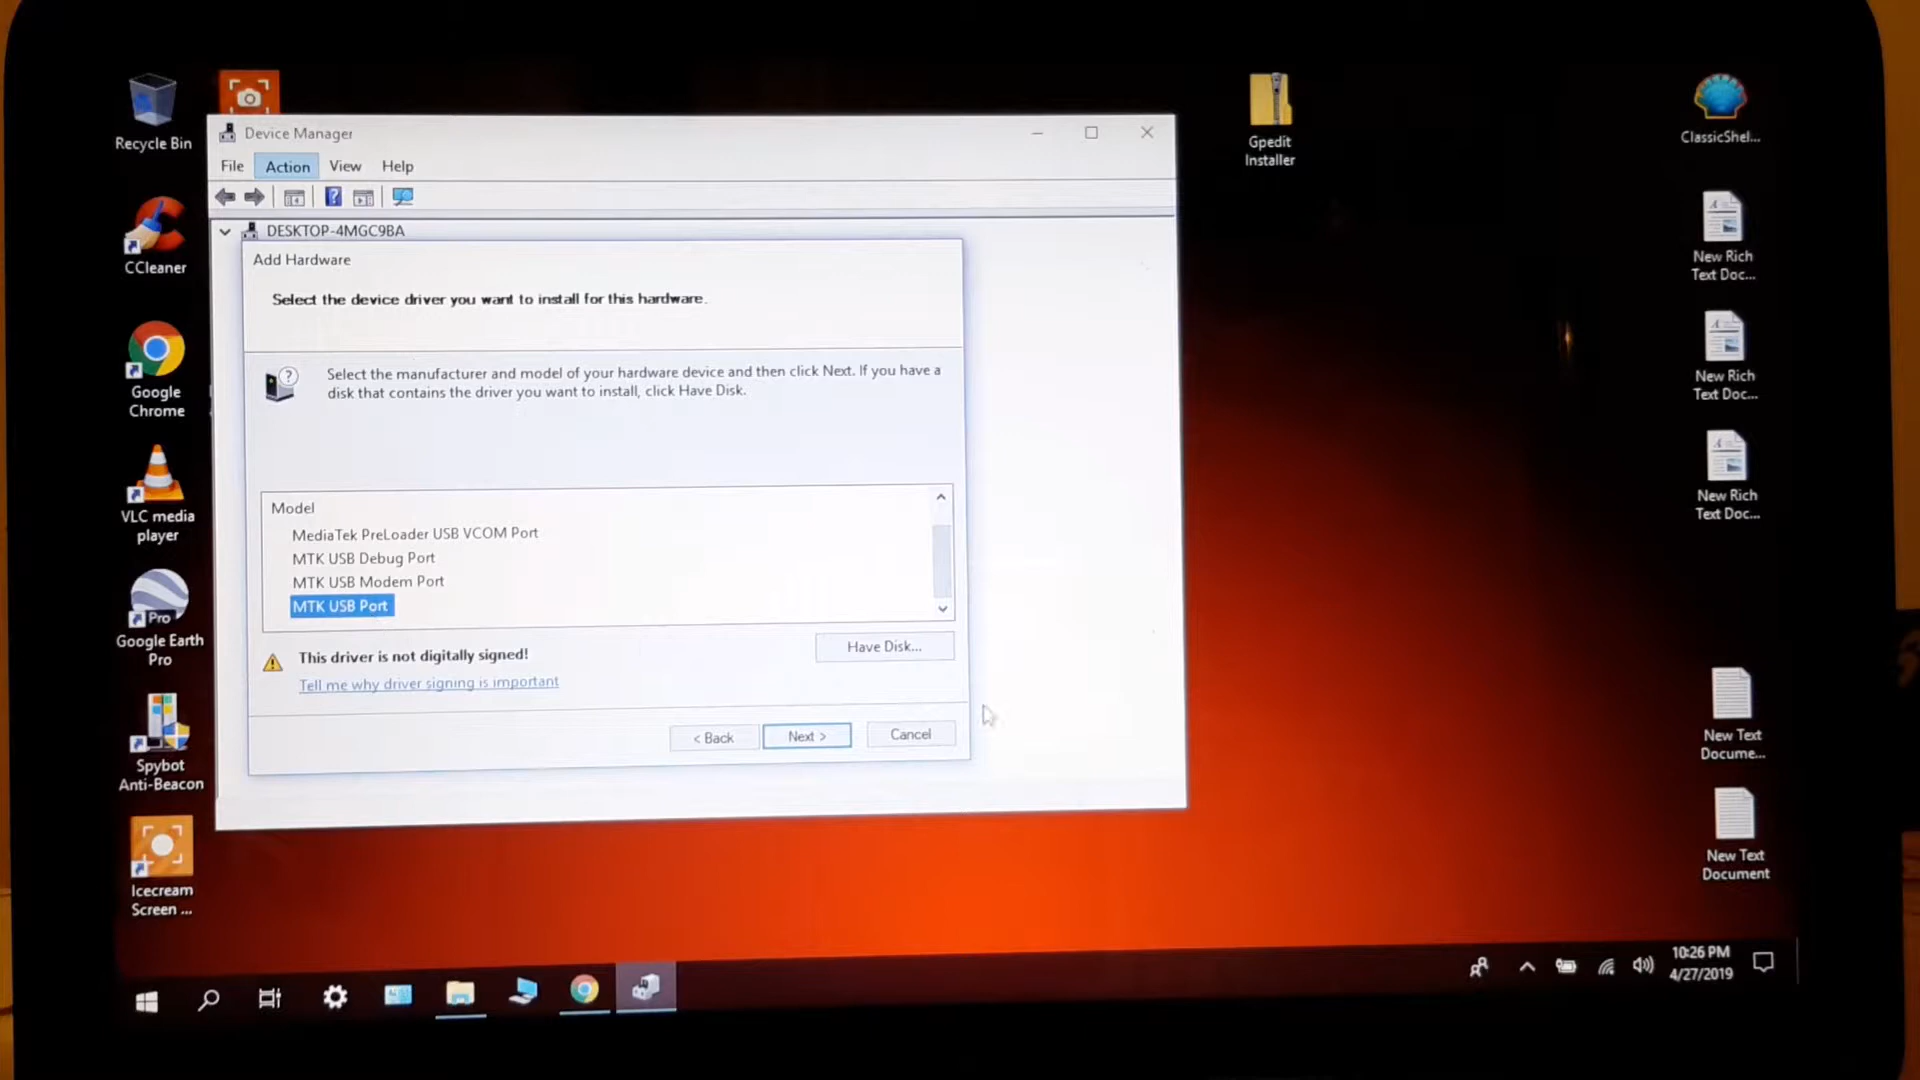 Recycle Bin
CCleaner
Google
Chrome
VLC media
player
Pro
Google Earth
Pro
Spybot
Anti-Beacon
Icecream
Screen ...
Device Manager
File Action View Help
DESKTOP-4MGC9BA
Add Hardware
Select the device driver you want to install for this hardware.
Select the manufacturer and model of your hardware device and then click Next. If you have a
disk that contains the driver you want to install, click Have Disk.
Model
MediaTek PreLoader USB VCOM Port
MTK USB Debug Port
MTK USB Modem Port
MTK USB Port
This driver is not digitally signed!
Tell me why driver signing is important
Have Disk...
< Back Next > Cancel
Gpedit
Installer
ClassicShel...
New Rich
Text Doc...
New Rich
Text Doc...
New Rich
Text Doc...
New Text
Docume...
New Text
Document
10:26 PM
4/27/2019